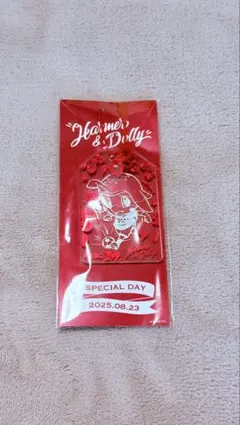 "Harmer
& Dolly"
SPECIAL DAY
2025.08.23